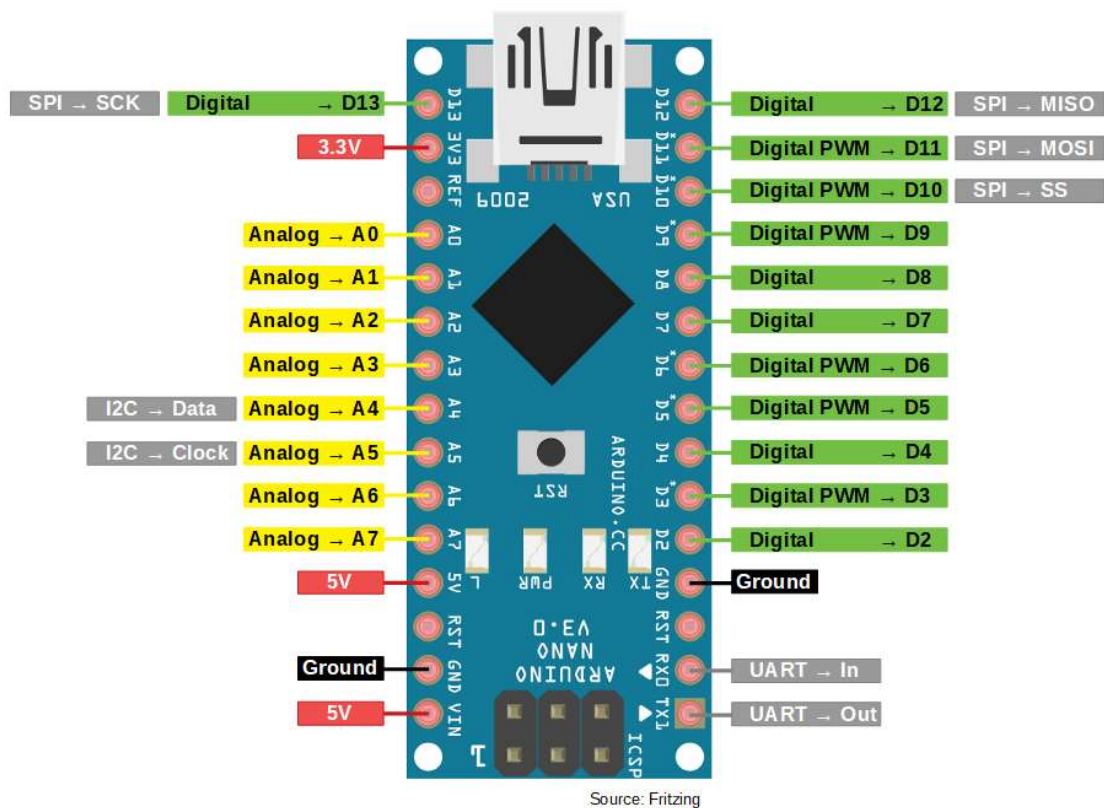 SPI → SCK
Digital → D13
3.3V
Analog → A0
Analog → A1
Analog → A2
Analog → A3
I2C → Data
Analog → A4
I2C → Clock
Analog → A5
Analog → A6
Analog → A7
5V
Ground
5V
D13
3V3
REF
A0
A1
A2
A3
A4
A5
A6
A7
5V
RST
GND
VIN
2009
USA
RST
ARDUINO.CC
L
PWR
RX
TX
ARDUINO
NANO
V3.0
1
ICSP
D12
D11*
D10*
D9*
D8
D7
D6*
D5*
D4
D3*
D2
GND
RST
RX0
TX1
Digital → D12
SPI → MISO
Digital PWM → D11
SPI → MOSI
Digital PWM → D10
SPI → SS
Digital PWM → D9
Digital → D8
Digital → D7
Digital PWM → D6
Digital PWM → D5
Digital → D4
Digital PWM → D3
Digital → D2
Ground
UART → In
UART → Out
Source: Fritzing